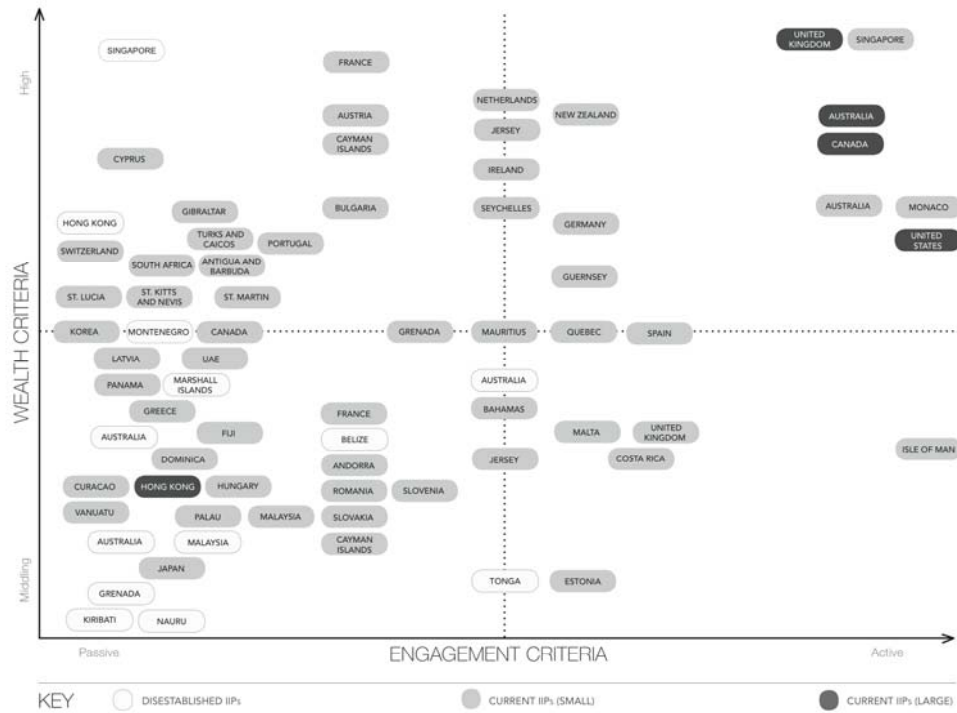 UNITED
KINGDOM
SINGAPORE
SINGAPORE
FRANCE
High
NETHERLANDS
NEW ZEALAND
AUSTRIA
AUSTRALIA
JERSEY
CAYMAN
ISLANDS
CANADA
CYPRUS
IRELAND
GIBRALTAR
BULGARIA
SEYCHELLES
AUSTRALIA
MONACO
HONG KONG
GERMANY
TURKS AND
CAICOS
PORTUGAL
UNITED
STATES
SWITZERLAND
SOUTH AFRICA
ANTIGUA AND
BARBUDA
GUERNSEY
ST. LUCIA
ST. KITTS
AND NEVIS
ST. MARTIN
WEALTH CRITERIA
KOREA
MONTENEGRO
CANADA
GRENADA
MAURITIUS
QUEBEC
SPAIN
LATVIA
UAE
PANAMA
MARSHALL
ISLANDS
AUSTRALIA
GREECE
FRANCE
BAHAMAS
AUSTRALIA
FIJI
BELIZE
MALTA
UNITED
KINGDOM
DOMINICA
ANDORRA
JERSEY
COSTA RICA
ISLE OF MAN
CURACAO
HONG KONG
HUNGARY
ROMANIA
SLOVENIA
VANUATU
PALAU
MALAYSIA
SLOVAKIA
AUSTRALIA
MALAYSIA
CAYMAN
ISLANDS
JAPAN
Middling
TONGA
ESTONIA
GRENADA
KIRIBATI
NAURU
Passive
ENGAGEMENT CRITERIA
Active
KEY
DISESTABLISHED IIPs
CURRENT IIPs (SMALL)
CURRENT IIPs (LARGE)